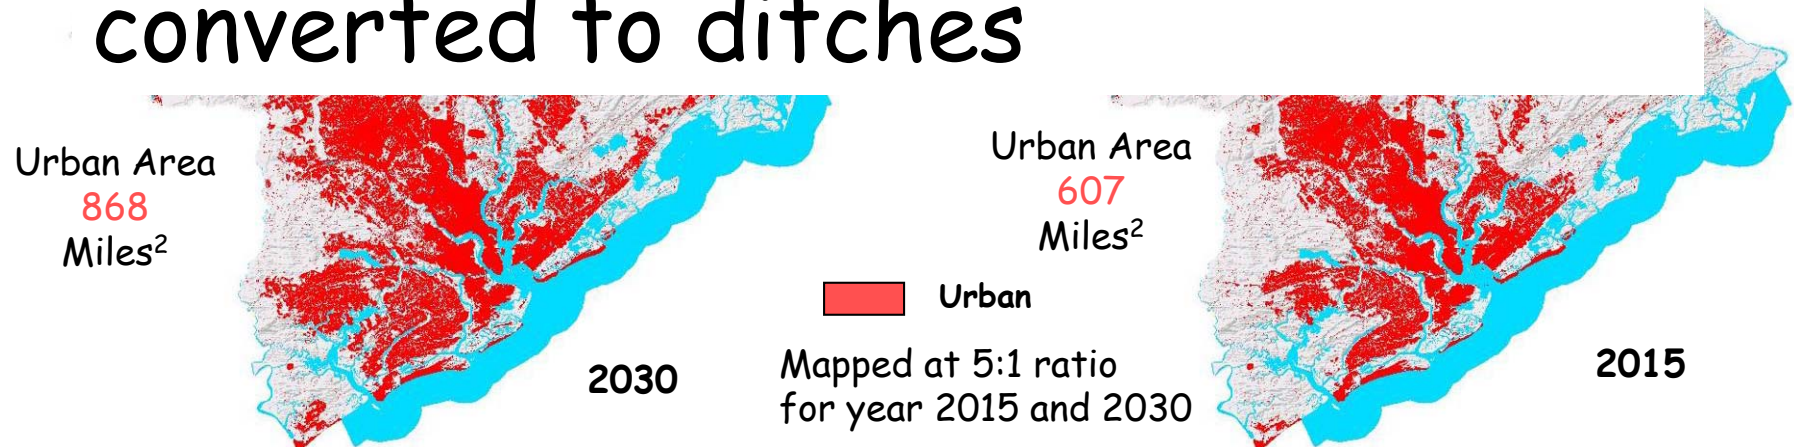 converted to ditches
Urban Area
868
Miles²
2030
Urban
Mapped at 5:1 ratio
for year 2015 and 2030
Urban Area
607
Miles²
2015